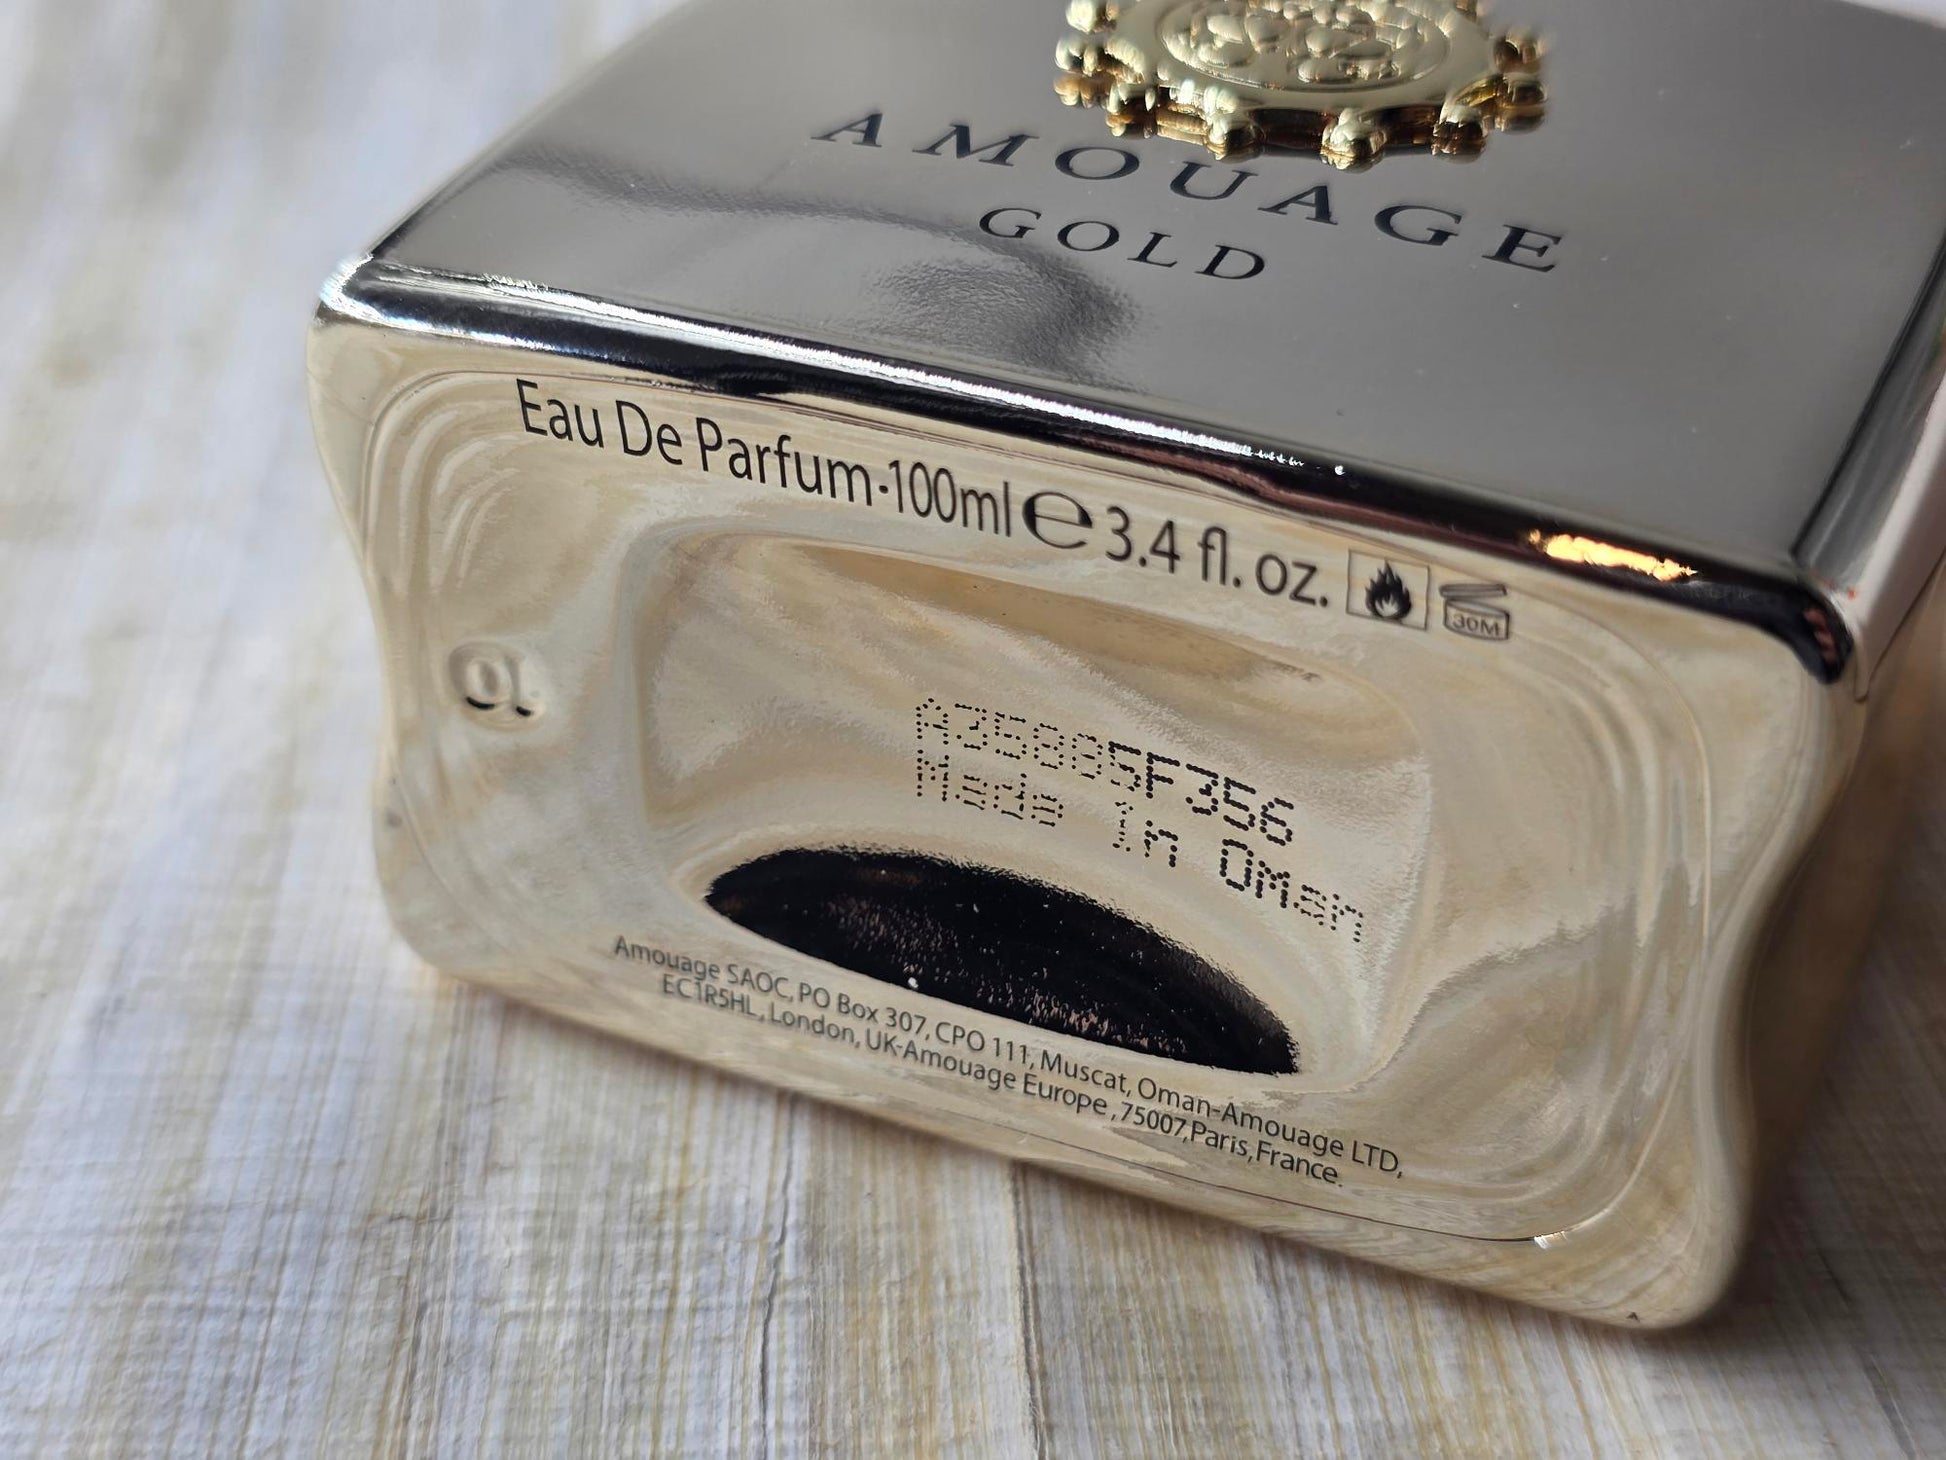 AMOUAGE
GOLD
Eau De Parfum·100ml ℮ 3.4 fl. oz.
30M
A35885F356
Made in OMan
Amouage SAOC, PO Box 307, CPO 111, Muscat, Oman-Amouage LTD,
EC1R5HL, London, UK-Amouage Europe ,75007,Paris,France.